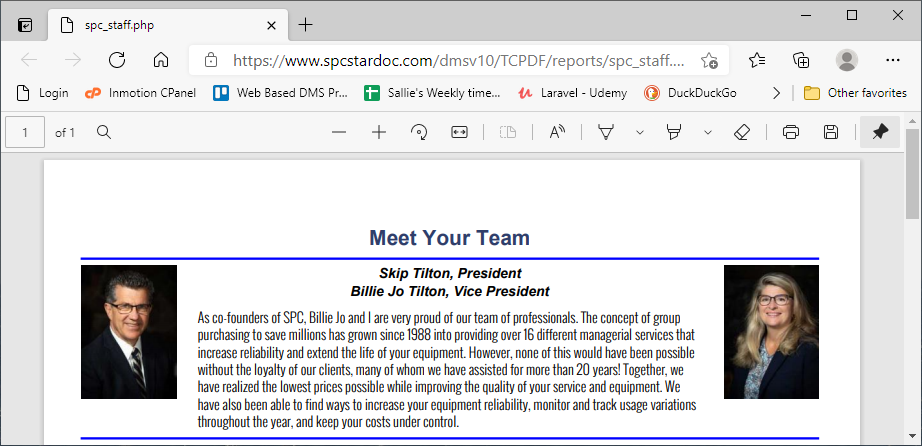 spc_staff.php
https://www.spcstardoc.com/dmsv10/TCPDF/reports/spc_staff....
Login
Inmotion CPanel
Web Based DMS Pr...
Sallie's Weekly time...
Laravel - Udemy
DuckDuckGo
Other favorites
1 of 1
Meet Your Team
Skip Tilton, President
Billie Jo Tilton, Vice President
As co-founders of SPC, Billie Jo and I are very proud of our team of professionals. The concept of group
purchasing to save millions has grown since 1988 into providing over 16 different managerial services that
increase reliability and extend the life of your equipment. However, none of this would have been possible
without the loyalty of our clients, many of whom we have assisted for more than 20 years! Together, we
have realized the lowest prices possible while improving the quality of your service and equipment. We
have also been able to find ways to increase your equipment reliability, monitor and track usage variations
throughout the year, and keep your costs under control.